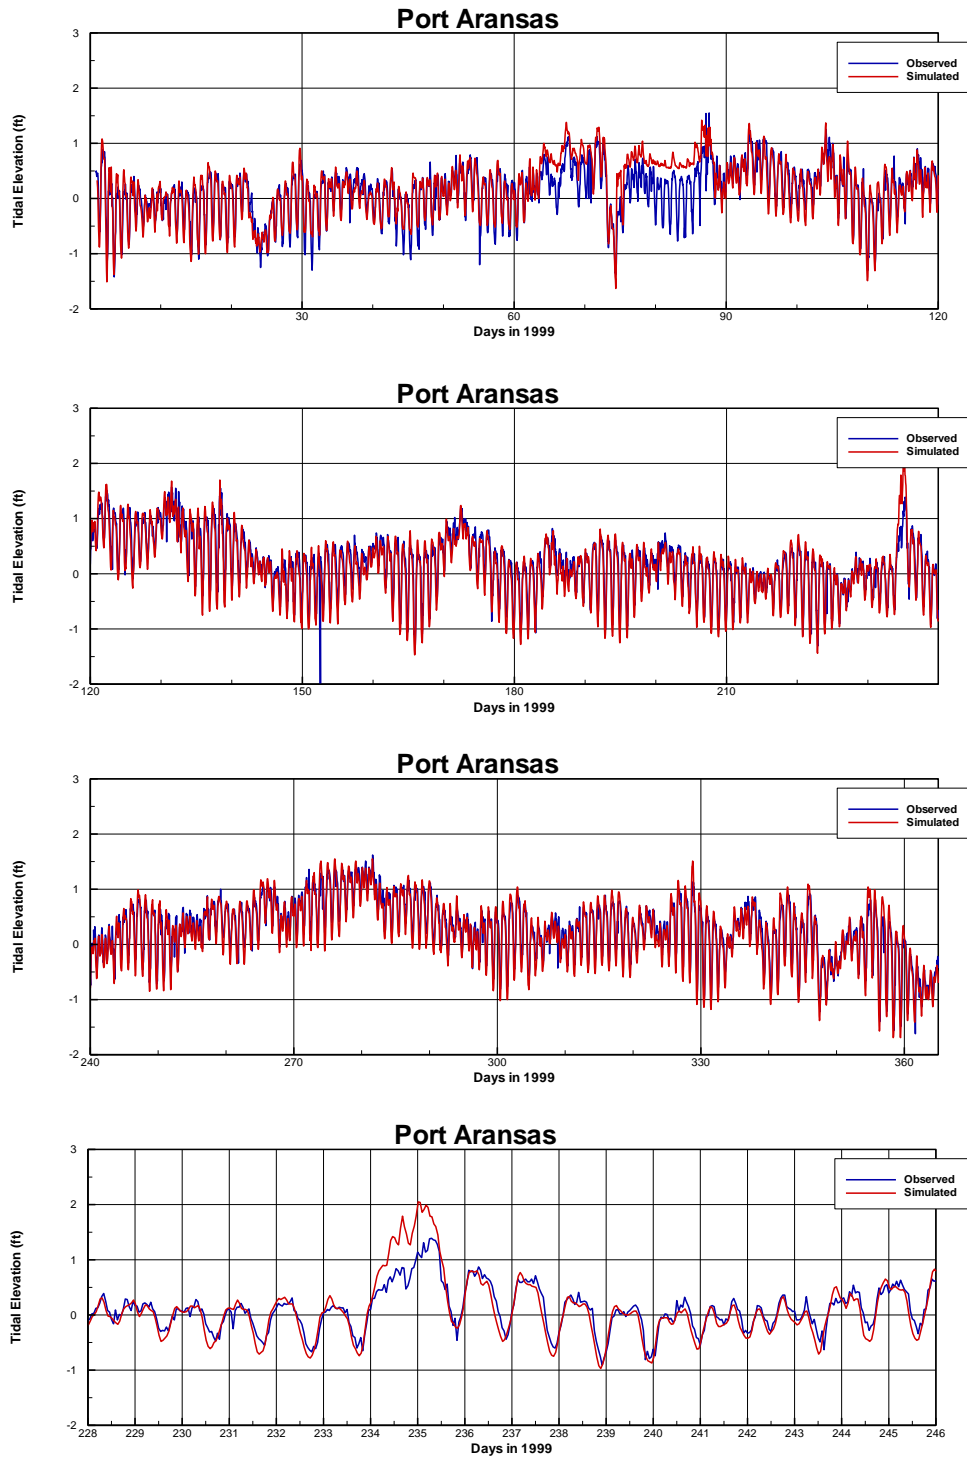 Port Aransas
3
2
1
0
-1
-2
Tidal Elevation (ft)
Observed
Simulated
30
60
90
120
Days in 1999
Port Aransas
3
2
1
0
-1
-2
Tidal Elevation (ft)
Observed
Simulated
120
150
180
210
Days in 1999
Port Aransas
3
2
1
0
-1
-2
Tidal Elevation (ft)
Observed
Simulated
240
270
300
330
360
Days in 1999
Port Aransas
3
2
1
0
-1
-2
Tidal Elevation (ft)
Observed
Simulated
228 229 230 231 232 233 234 235 236 237 238 239 240 241 242 243 244 245 246
Days in 1999